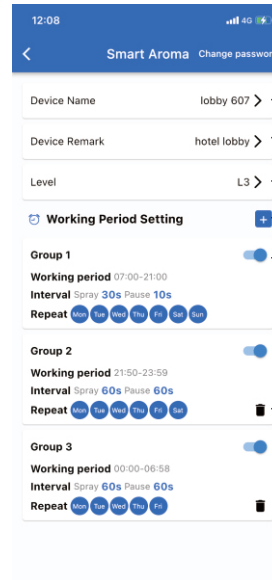 12:08
4G
Smart Aroma Change passwor
Device Name lobby 607
Device Remark hotel lobby
Level L3
Working Period Setting
Group 1
Working period 07:00-21:00
Interval Spray 30s Pause 10s
Repeat Mon Tue Wed Thu Fri Sat Sun
Group 2
Working period 21:50-23:59
Interval Spray 60s Pause 60s
Repeat Mon Tue Wed Thu Fri Sat
Group 3
Working period 00:00-06:58
Interval Spray 60s Pause 60s
Repeat Mon Tue Wed Thu Fri